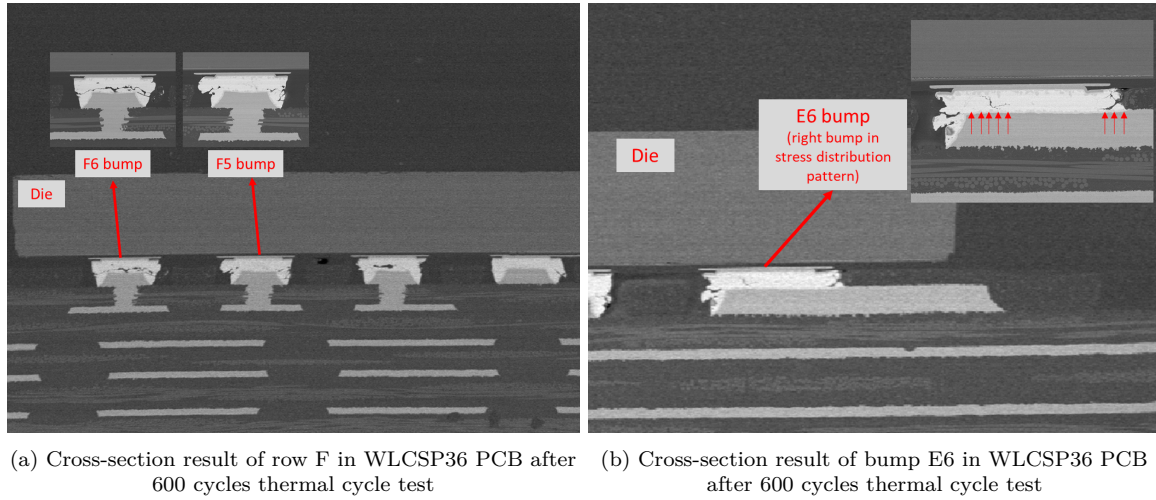 F6 bump
F5 bump
Die
E6 bump
(right bump in
stress distribution
pattern)
Die
(a) Cross-section result of row F in WLCSP36 PCB after
600 cycles thermal cycle test
(b) Cross-section result of bump E6 in WLCSP36 PCB
after 600 cycles thermal cycle test